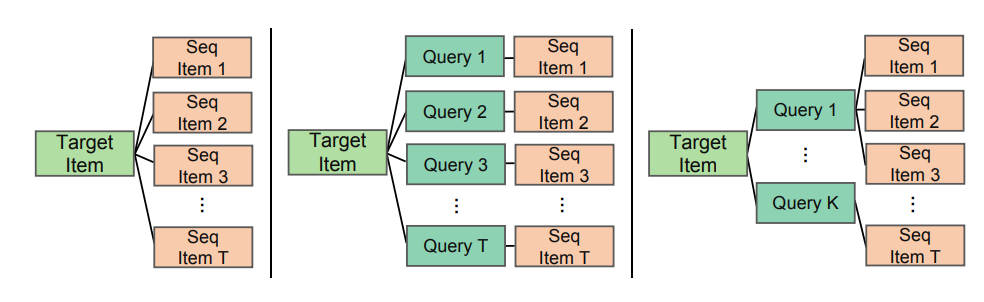 Target
Item
Seq
Item 1
Seq
Item 2
Seq
Item 3
⋮
Seq
Item T
Target
Item
Query 1
Seq
Item 1
Query 2
Seq
Item 2
Query 3
Seq
Item 3
⋮
⋮
Query T
Seq
Item T
Target
Item
Query 1
⋮
Query K
Seq
Item 1
Seq
Item 2
Seq
Item 3
⋮
Seq
Item T